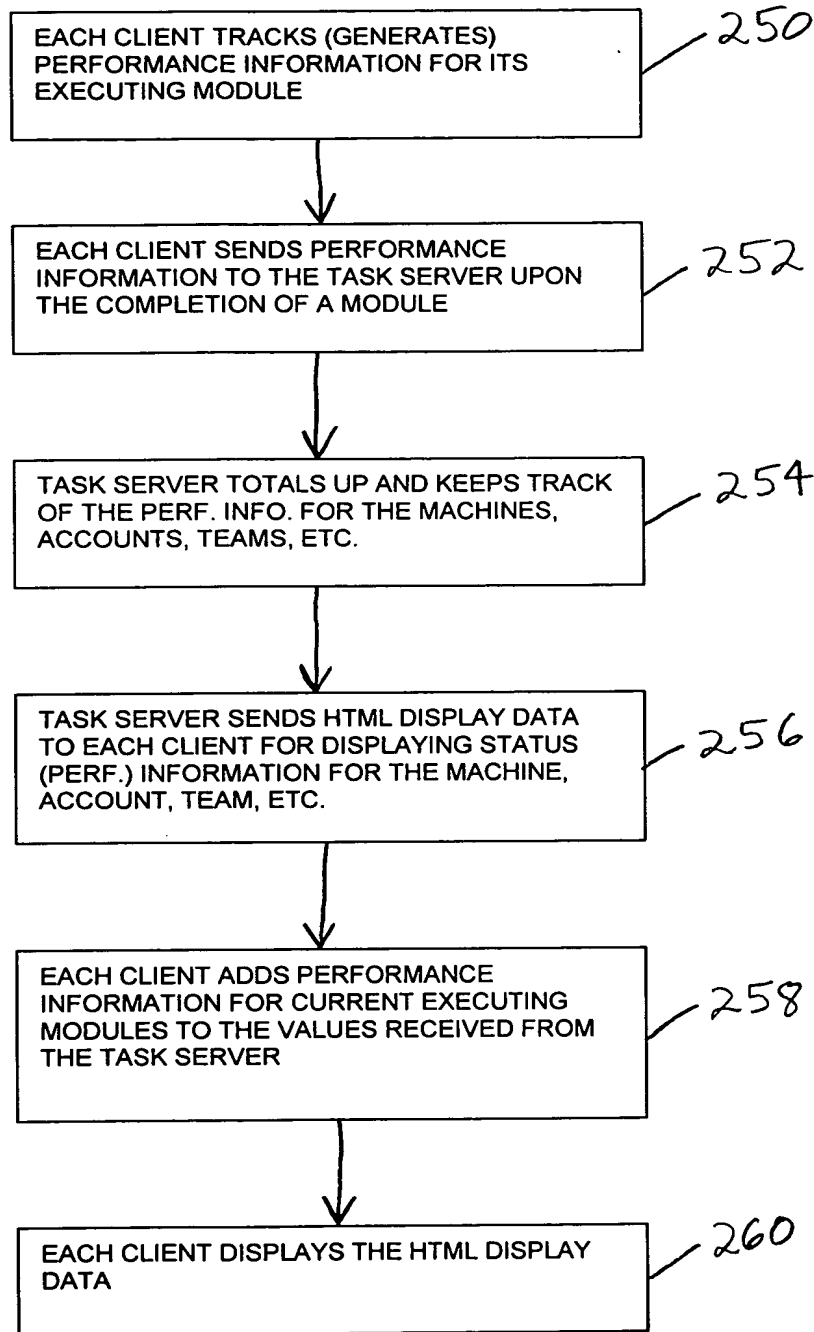 EACH CLIENT TRACKS (GENERATES)
PERFORMANCE INFORMATION FOR ITS
EXECUTING MODULE
250
EACH CLIENT SENDS PERFORMANCE
INFORMATION TO THE TASK SERVER UPON
THE COMPLETION OF A MODULE
252
TASK SERVER TOTALS UP AND KEEPS TRACK
OF THE PERF. INFO. FOR THE MACHINES,
ACCOUNTS, TEAMS, ETC.
254
TASK SERVER SENDS HTML DISPLAY DATA
TO EACH CLIENT FOR DISPLAYING STATUS
(PERF.) INFORMATION FOR THE MACHINE,
ACCOUNT, TEAM, ETC.
256
EACH CLIENT ADDS PERFORMANCE
INFORMATION FOR CURRENT EXECUTING
MODULES TO THE VALUES RECEIVED FROM
THE TASK SERVER
258
EACH CLIENT DISPLAYS THE HTML DISPLAY
DATA
260